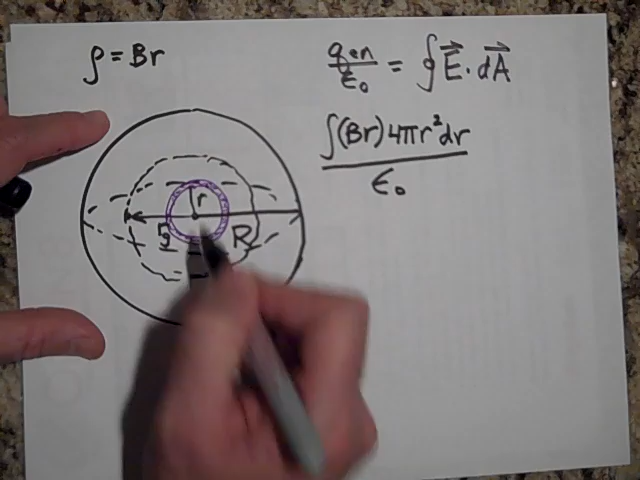 ρ = Br
q_en/ε₀ = ∮E⃗ · dA⃗
∫(Br)4πr²dr
ε₀
r
R